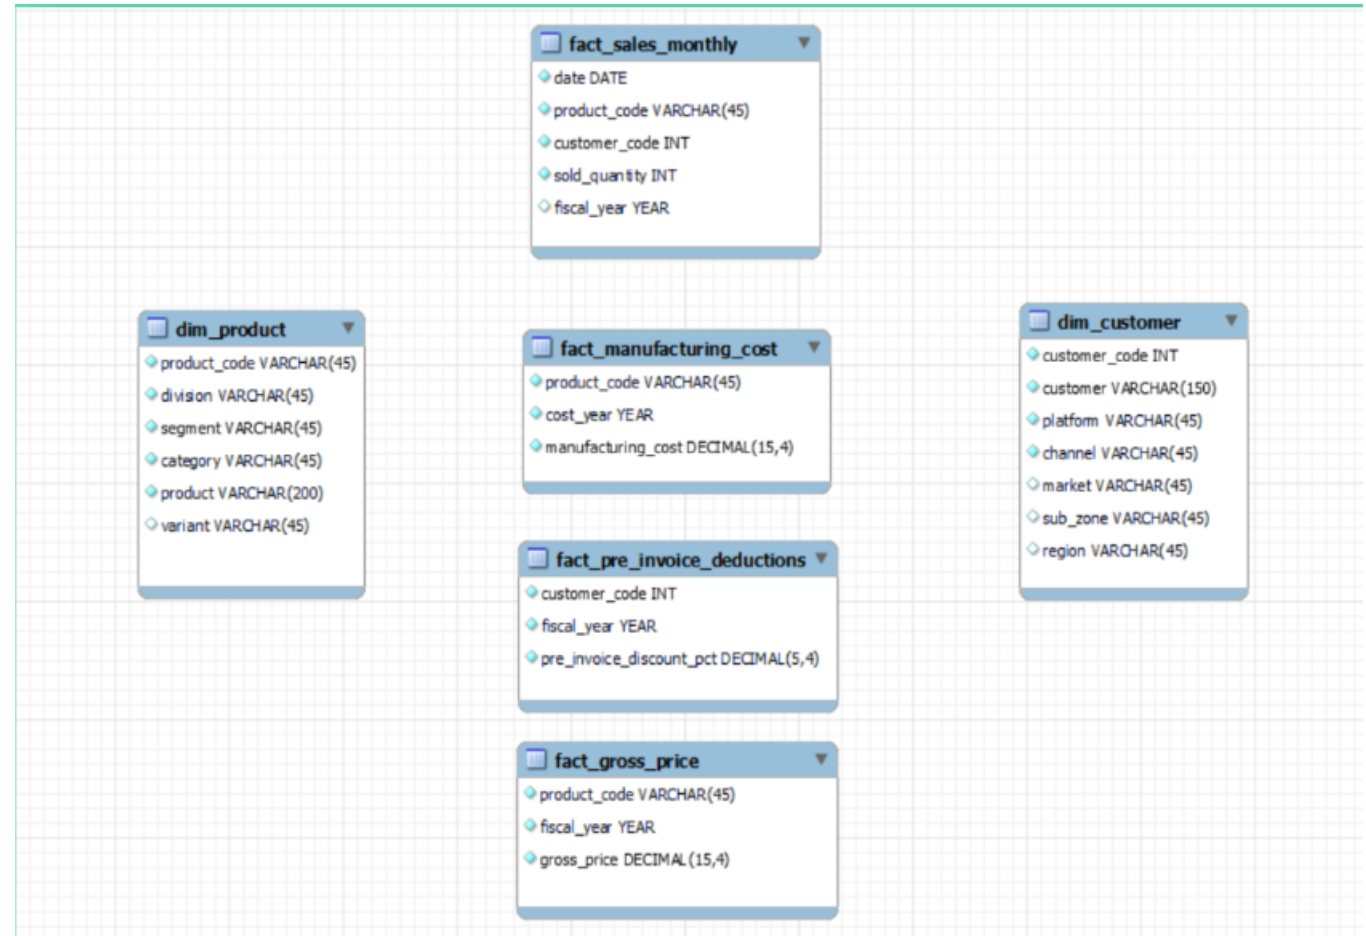 fact_sales_monthly
date DATE
product_code VARCHAR(45)
customer_code INT
sold_quantity INT
fiscal_year YEAR
dim_product
product_code VARCHAR(45)
division VARCHAR(45)
segment VARCHAR(45)
category VARCHAR(45)
product VARCHAR(200)
variant VARCHAR(45)
fact_manufacturing_cost
product_code VARCHAR(45)
cost_year YEAR
manufacturing_cost DECIMAL(15,4)
dim_customer
customer_code INT
customer VARCHAR(150)
platform VARCHAR(45)
channel VARCHAR(45)
market VARCHAR(45)
sub_zone VARCHAR(45)
region VARCHAR(45)
fact_pre_invoice_deductions
customer_code INT
fiscal_year YEAR
pre_invoice_discount_pct DECIMAL(5,4)
fact_gross_price
product_code VARCHAR(45)
fiscal_year YEAR
gross_price DECIMAL(15,4)